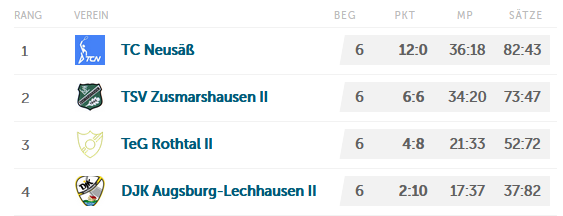 RANG VEREIN BEG PKT MP SÄTZE
1 TCN TC Neusäß 6 12:0 36:18 82:43
2 TSV Zusmarshausen II 6 6:6 34:20 73:47
3 TeG Rothtal II 6 4:8 21:33 52:72
4 DJK DJK Augsburg-Lechhausen II 6 2:10 17:37 37:82